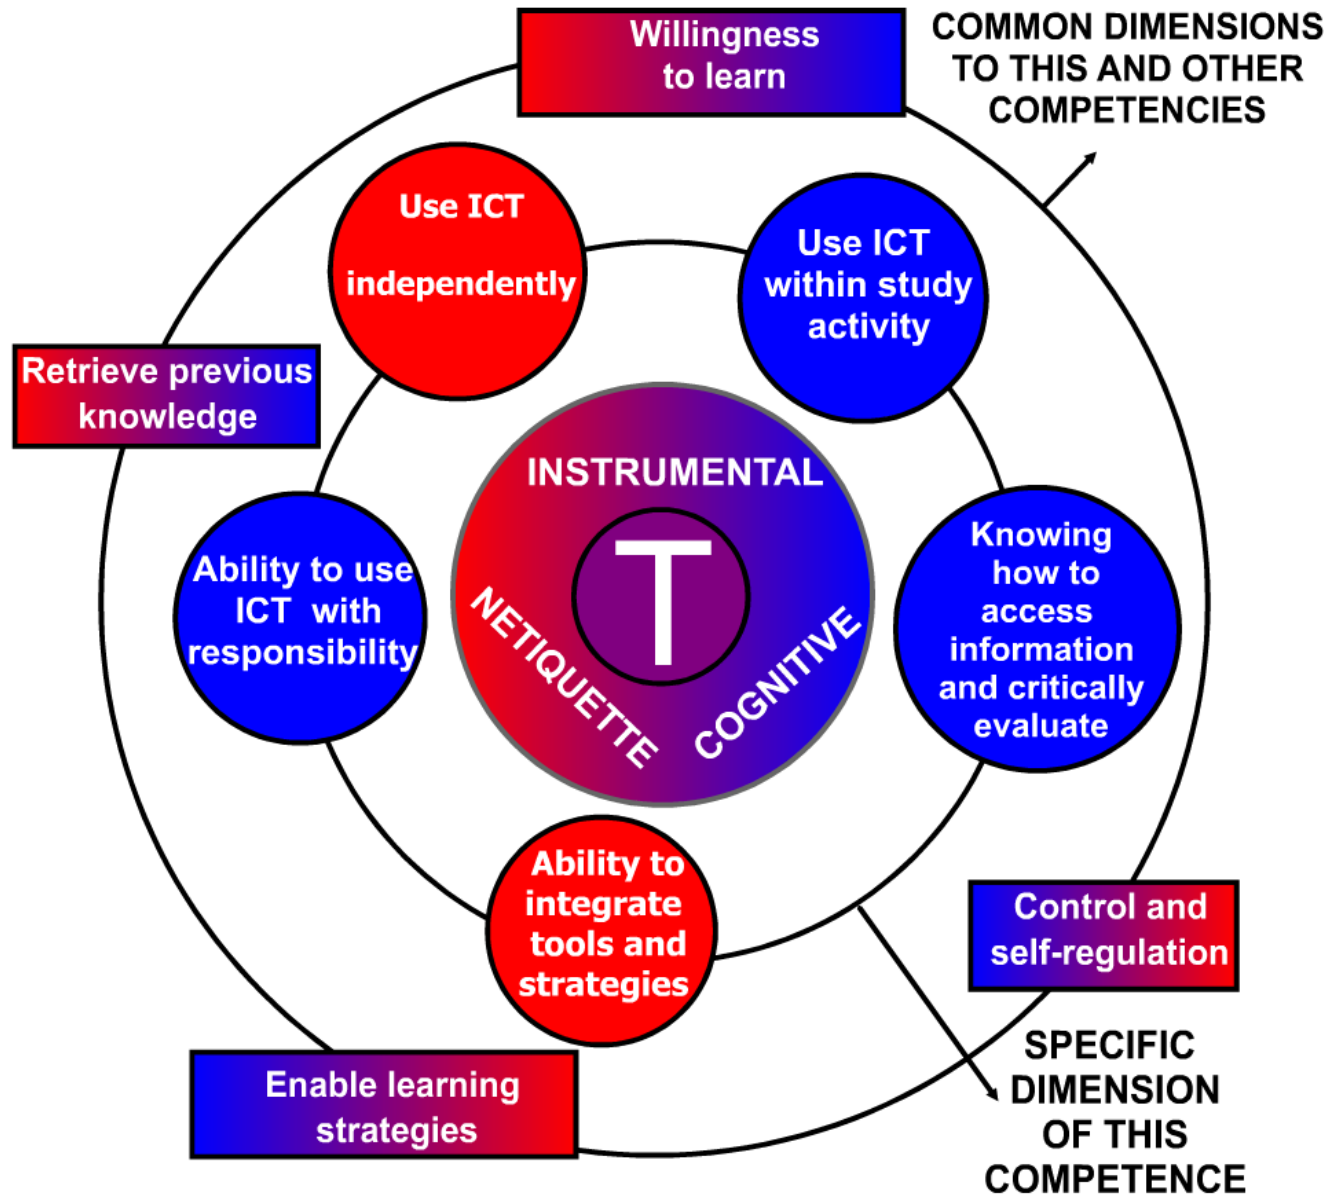 Willingness
to learn
COMMON DIMENSIONS
TO THIS AND OTHER
COMPETENCIES
Use ICT
independently
Use ICT
within study
activity
Retrieve previous
knowledge
INSTRUMENTAL
T
NETIQUETTE
COGNITIVE
Ability to use
ICT with
responsibility
Knowing
how to
access
information
and critically
evaluate
Ability to
integrate
tools and
strategies
Control and
self-regulation
Enable learning
strategies
SPECIFIC
DIMENSION
OF THIS
COMPETENCE